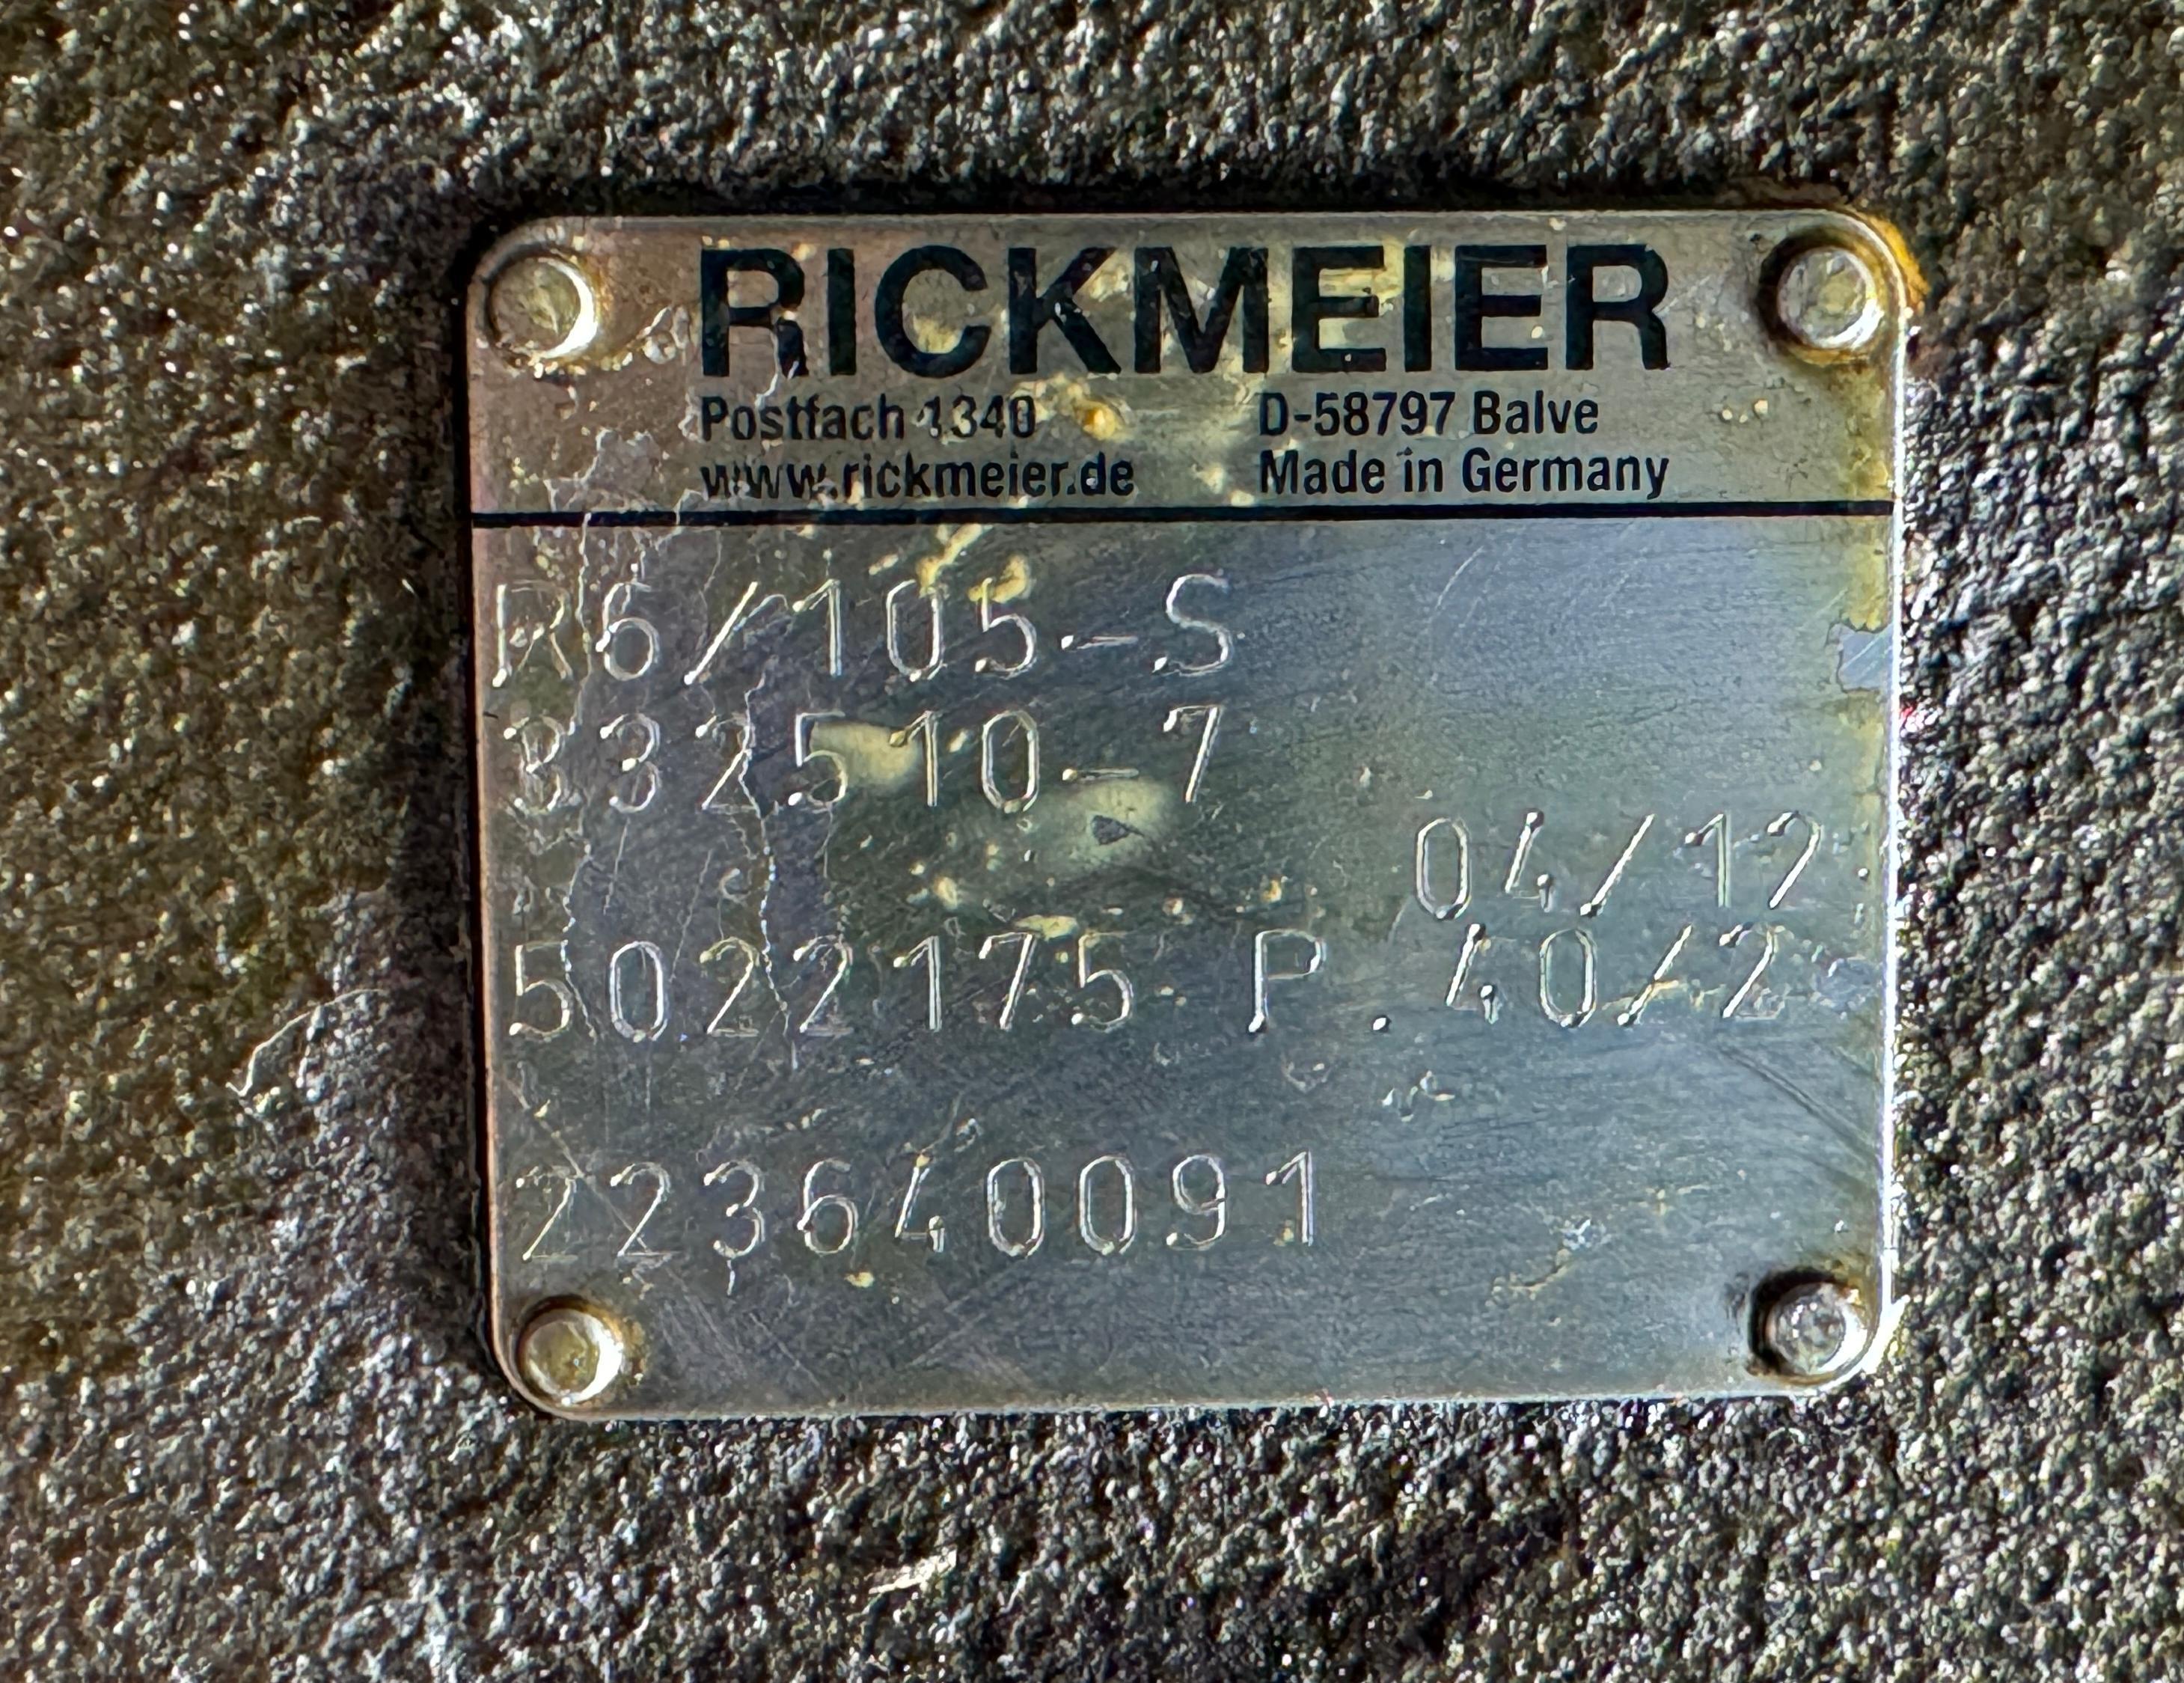 RICKMEIER
Postfach 1340 D-58797 Balve
www.rickmeier.de Made in Germany
R6/105-S
332510-7
04/12
5022175 P.40/2
223640091